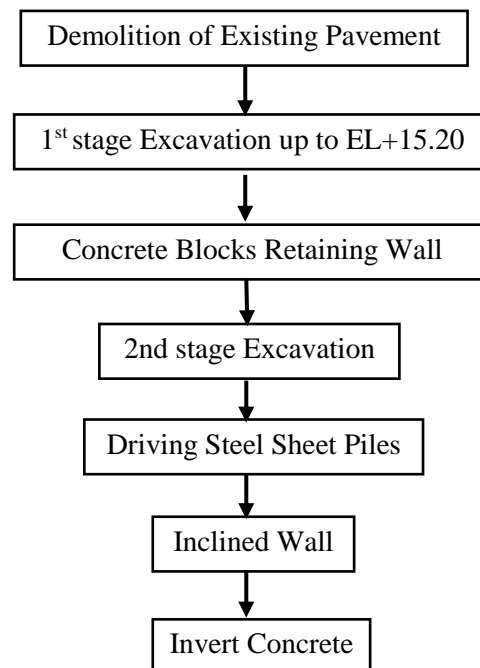 Demolition of Existing Pavement
1st stage Excavation up to EL+15.20
Concrete Blocks Retaining Wall
2nd stage Excavation
Driving Steel Sheet Piles
Inclined Wall
Invert Concrete